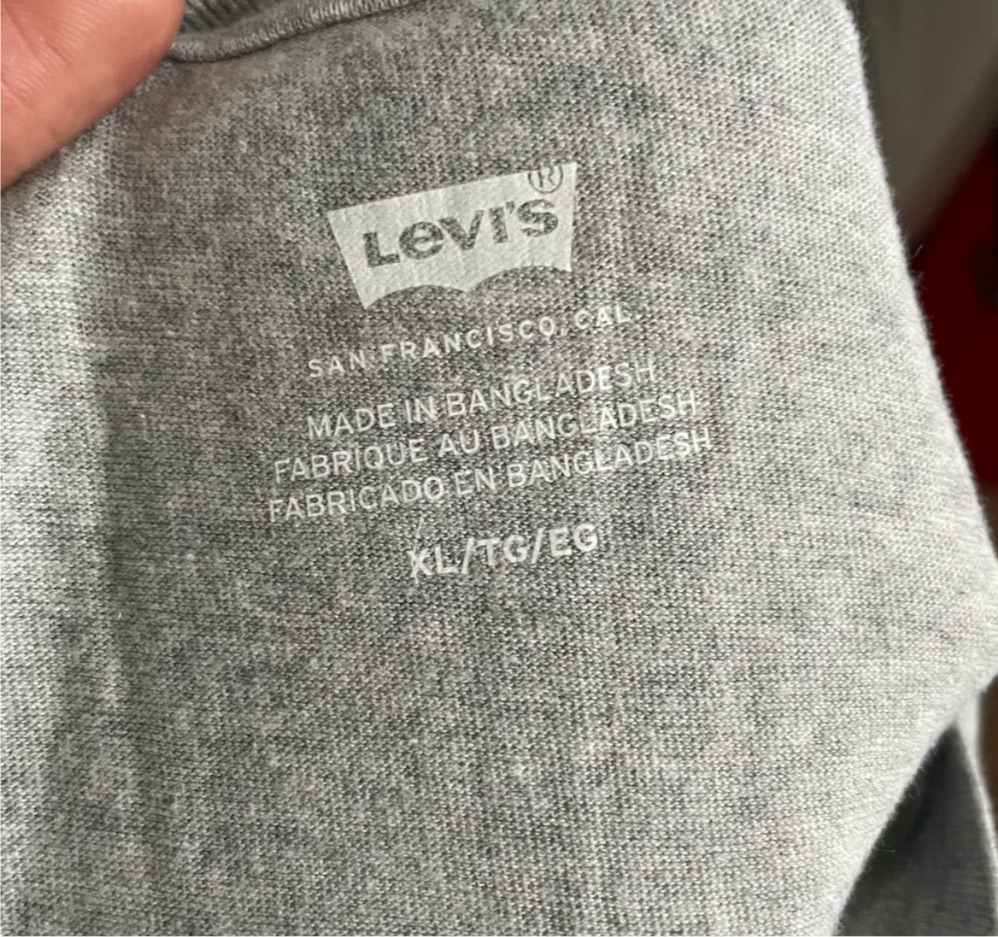 LEVI'S®
SAN FRANCISCO, CAL.
MADE IN BANGLADESH
FABRIQUE AU BANGLADESH
FABRICADO EN BANGLADESH
XL/TG/EG